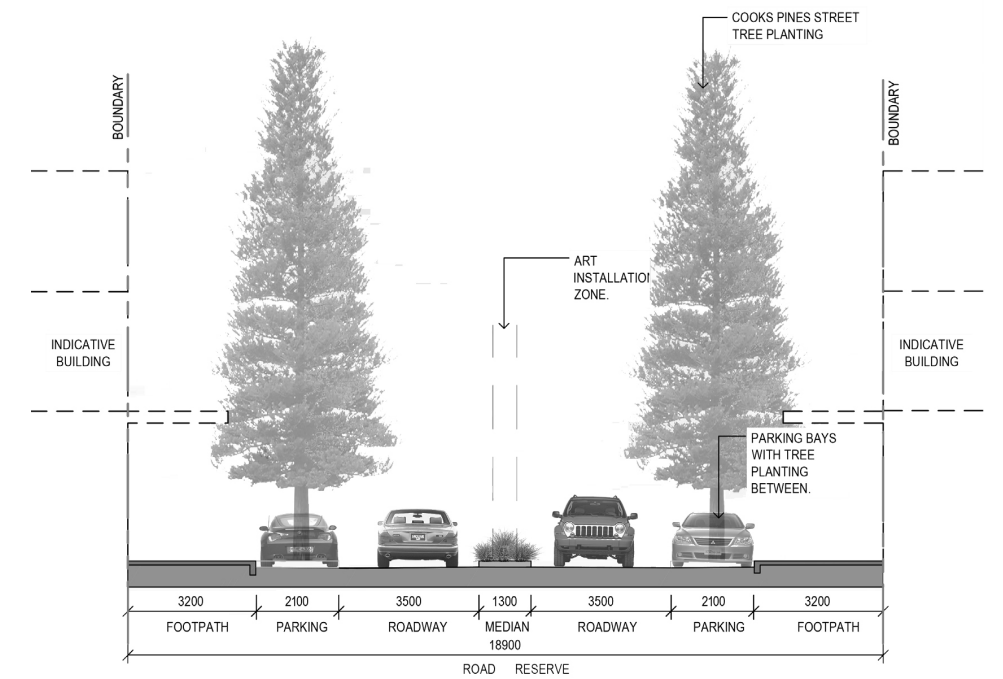 COOKS PINES STREET
TREE PLANTING
BOUNDARY
BOUNDARY
ART
INSTALLATION
ZONE.
INDICATIVE
BUILDING
INDICATIVE
BUILDING
PARKING BAYS
WITH TREE
PLANTING
BETWEEN.
3200 2100 3500 1300 3500 2100 3200
FOOTPATH PARKING ROADWAY MEDIAN ROADWAY PARKING FOOTPATH
18900
ROAD RESERVE